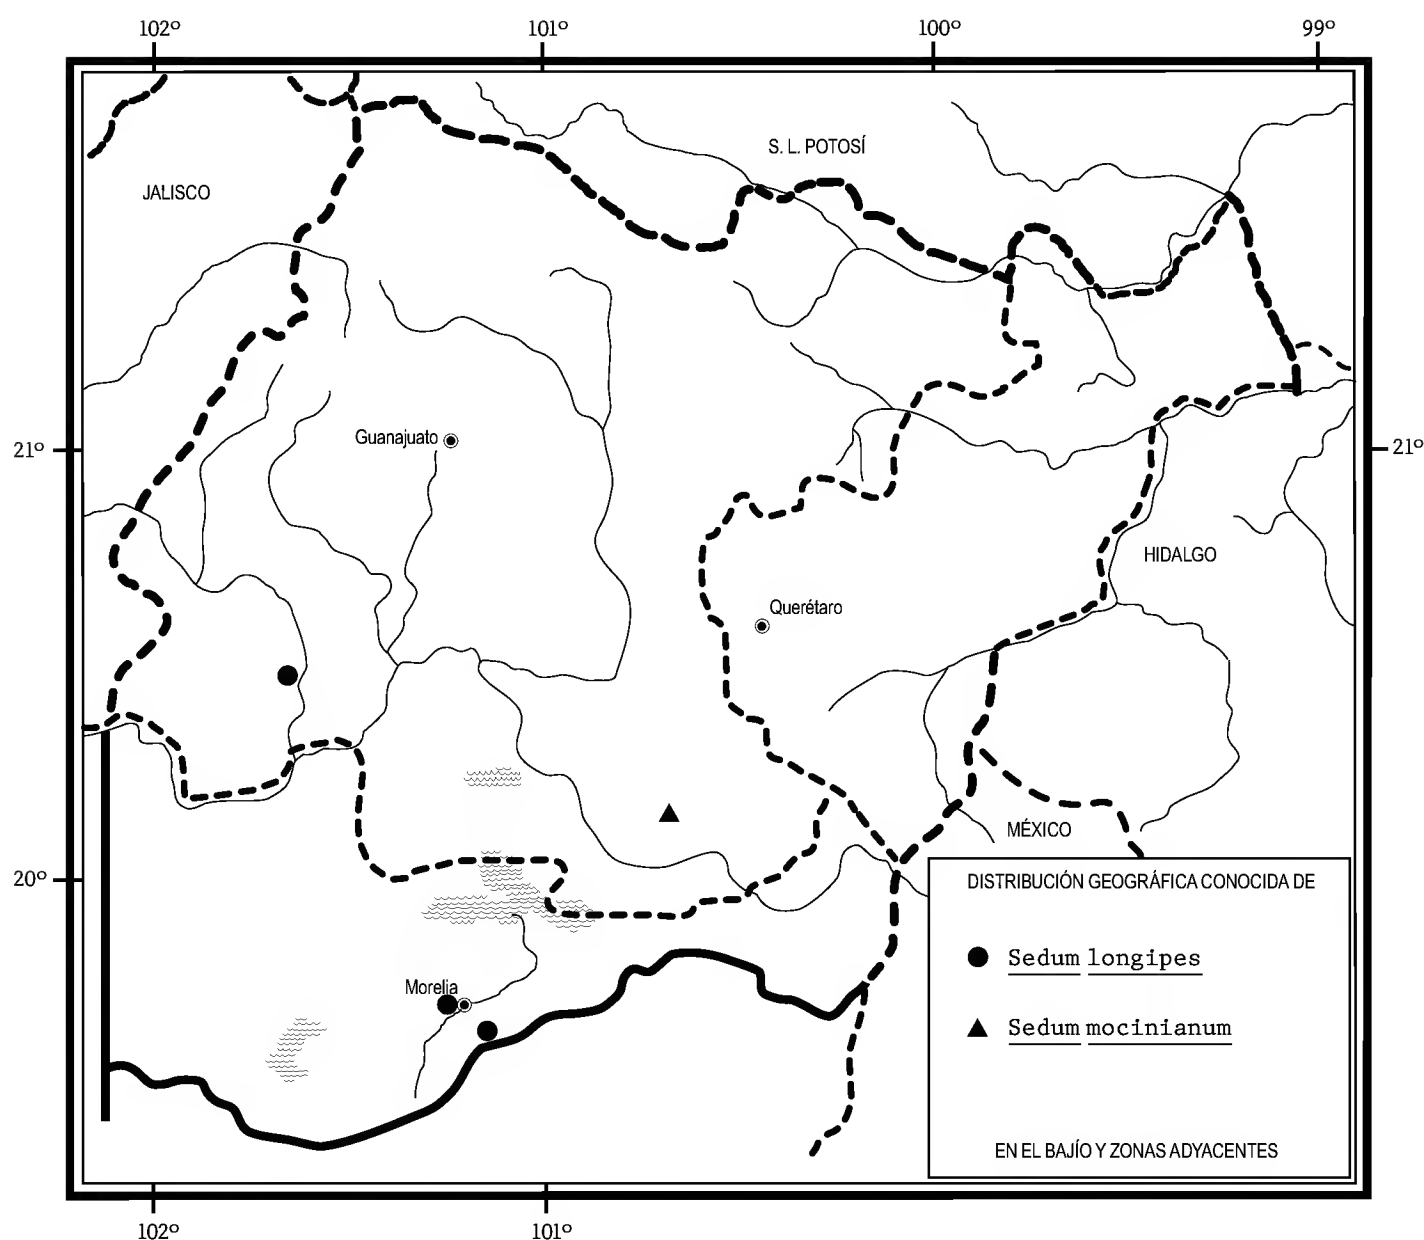 102º
101º
100º
99º
S. L. POTOSÍ
JALISCO
Guanajuato
21º
21º
HIDALGO
Querétaro
MÉXICO
20º
DISTRIBUCIÓN GEOGRÁFICA CONOCIDA DE
Sedum longipes
Morelia
Sedum mocinianum
EN EL BAJÍO Y ZONAS ADYACENTES
102º
101º